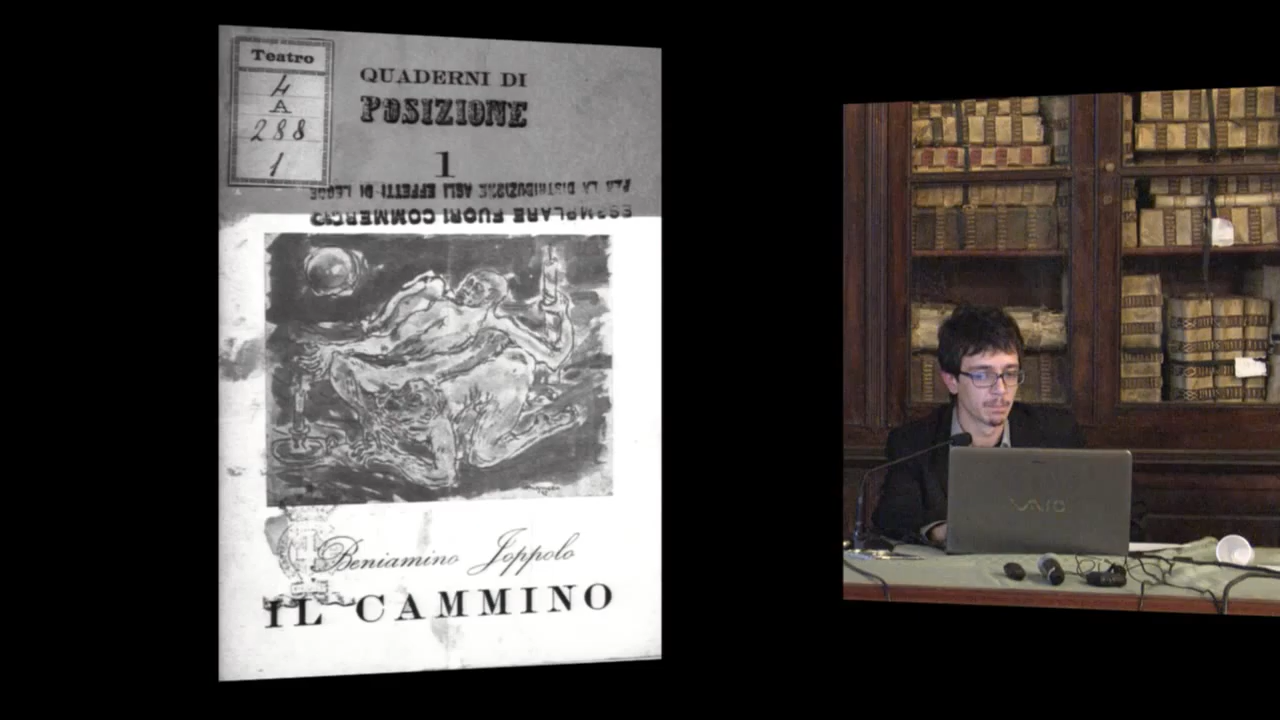 Teatro
4
A
288
1
QUADERNI DI
POSIZIONE
1
PER LA DISTRIBUZIONE AGLI EFFETTI DI LEGGE
ESEMPLARE FUORI COMMERCIO
Beniamino Joppolo
IL CAMMINO
VAIO